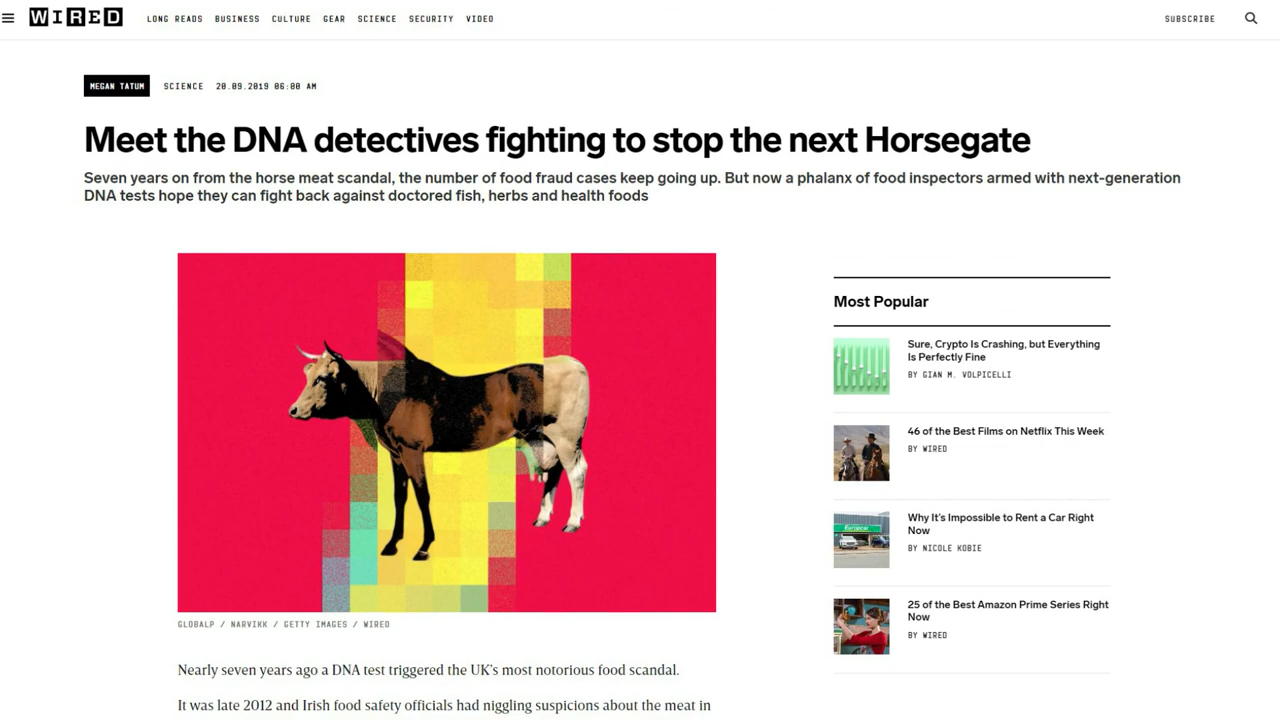 WIRED
LONG READS BUSINESS CULTURE GEAR SCIENCE SECURITY VIDEO
SUBSCRIBE
MEGAN TATUM SCIENCE 20.09.2019 06:00 AM
Meet the DNA detectives fighting to stop the next Horsegate
Seven years on from the horse meat scandal, the number of food fraud cases keep going up. But now a phalanx of food inspectors armed with next-generation
DNA tests hope they can fight back against doctored fish, herbs and health foods
GLOBALP / NARVIKK / GETTY IMAGES / WIRED
Nearly seven years ago a DNA test triggered the UK's most notorious food scandal.
It was late 2012 and Irish food safety officials had niggling suspicions about the meat in
Most Popular
Sure, Crypto Is Crashing, but Everything
Is Perfectly Fine
BY GIAN M. VOLPICELLI
46 of the Best Films on Netflix This Week
BY WIRED
Europcar
Why It's Impossible to Rent a Car Right
Now
BY NICOLE KOBIE
25 of the Best Amazon Prime Series Right
Now
BY WIRED